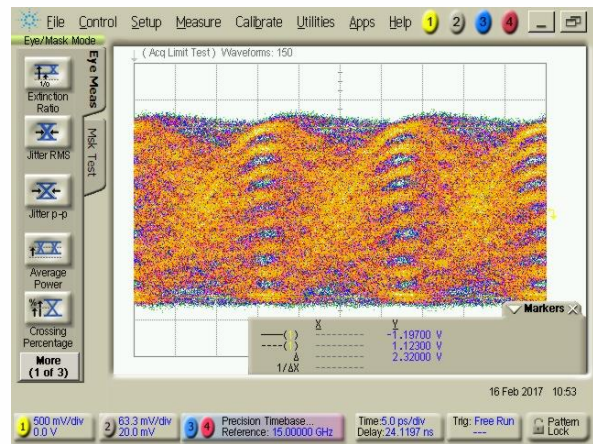 File Control Setup Measure Calibrate Utilities Apps Help 1 2 3 4
Eye/Mask Mode
( Acq Limit Test ) Waveforms: 150
Eye Meas
Msk Test
1/0
Extinction
Ratio
Jitter RMS
Jitter p-p
Average
Power
Crossing
Percentage
More
(1 of 3)
Markers X
X Y
----( ) --------- -1.19700 V
----( ) --------- 1.12300 V
Δ --------- 2.32000 V
1/ΔX ---------
16 Feb 2017 10:53
1 500 mV/div
0.0 V
2 63.3 mV/div
20.0 mV
3 4 Precision Timebase...
Reference: 15.00000 GHz
Time:5.0 ps/div
Delay:24.1197 ns
Trig: Free Run
---
Pattern
Lock